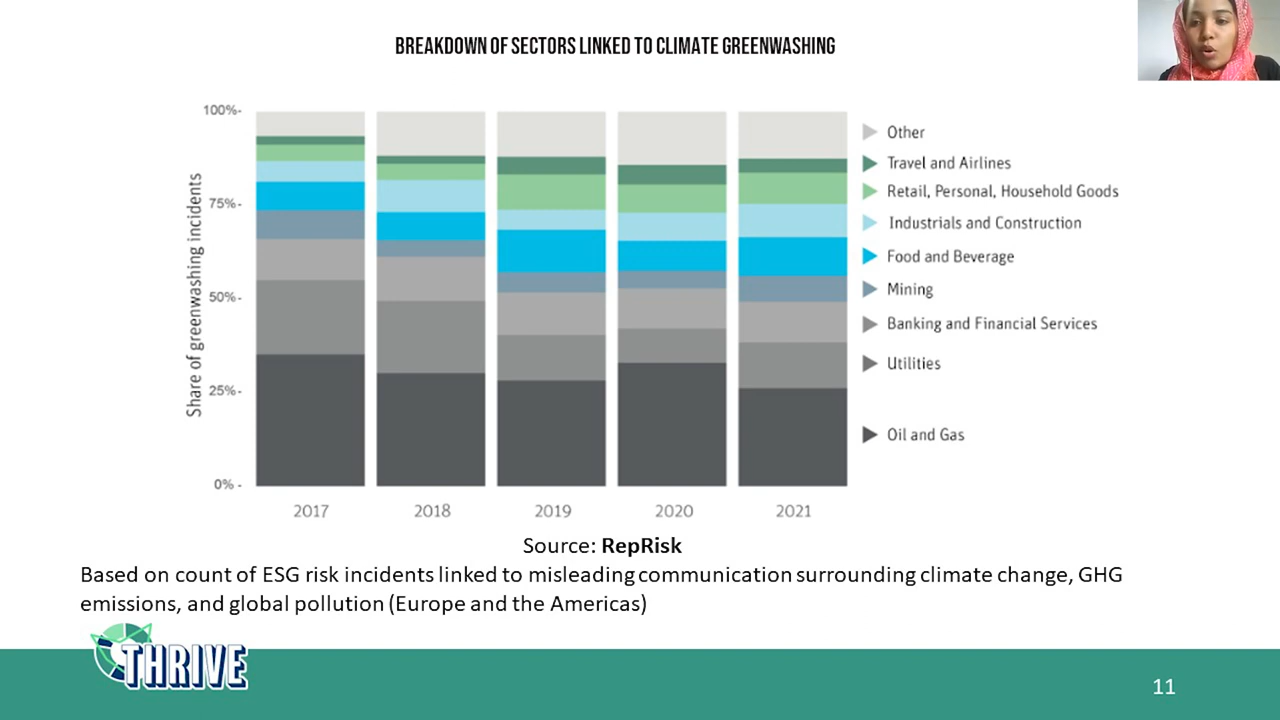 BREAKDOWN OF SECTORS LINKED TO CLIMATE GREENWASHING
Share of greenwashing incidents
100%-
75%-
50%-
25%-
0%-
2017
2018
2019
2020
2021
Other
Travel and Airlines
Retail, Personal, Household Goods
Industrials and Construction
Food and Beverage
Mining
Banking and Financial Services
Utilities
Oil and Gas
Source: RepRisk
Based on count of ESG risk incidents linked to misleading communication surrounding climate change, GHG
emissions, and global pollution (Europe and the Americas)
THRIVE
11